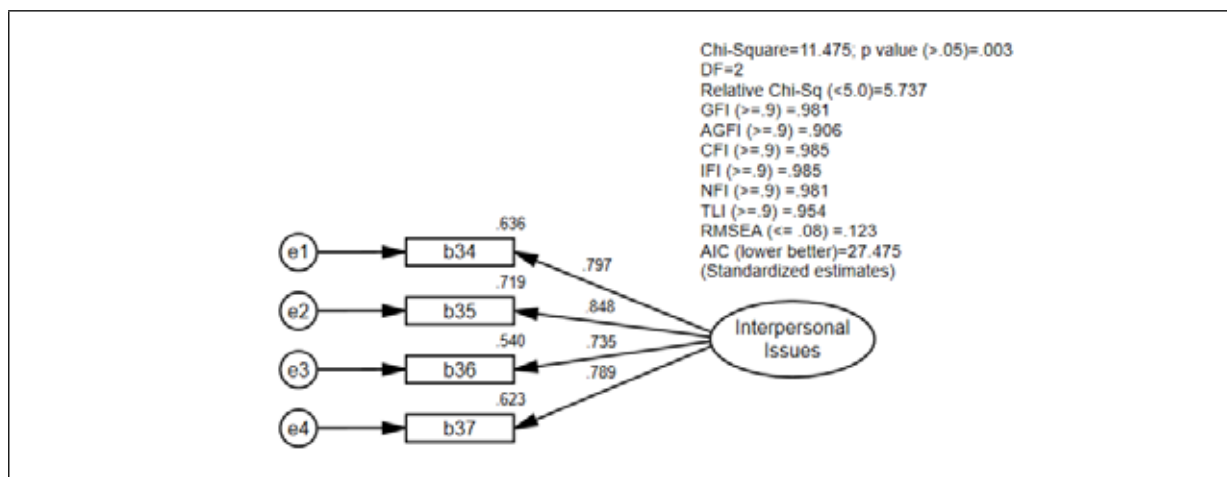 Chi-Square=11.475; p value (>.05)=.003
DF=2
Relative Chi-Sq (<5.0)=5.737
GFI (>=.9) =.981
AGFI (>=.9) =.906
CFI (>=.9) =.985
IFI (>=.9) =.985
NFI (>=.9) =.981
TLI (>=.9) =.954
RMSEA (<= .08) =.123
AIC (lower better)=27.475
(Standardized estimates)
.636
e1 b34 .797
.719
e2 b35 .848
Interpersonal
Issues
.540 .735
e3 b36 .789
.623
e4 b37